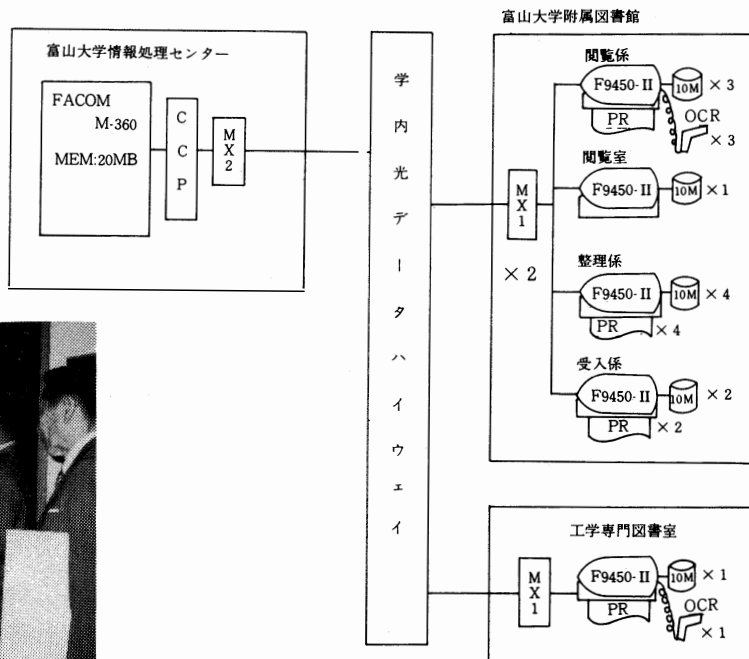 富山大学情報処理センター
FACOM
M-360
MEM:20MB
CCP
MX2
学内光データハイウェイ
富山大学附属図書館
MX1
× 2
閲覧係
F9450-II
10M × 3
PR
OCR
× 3
閲覧室
F9450-II
10M × 1
整理係
F9450-II
10M × 4
PR × 4
受入係
F9450-II
10M × 2
PR × 2
工学専門図書室
MX1
F9450-II
10M × 1
PR
OCR
× 1